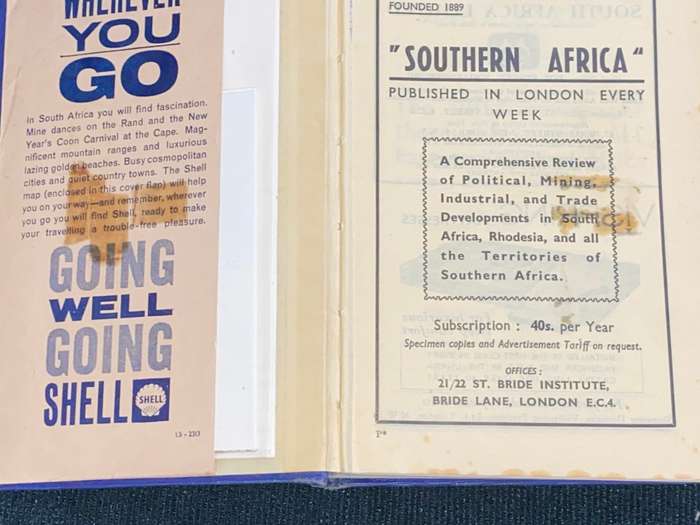 WHEREVER
YOU
GO
In South Africa you will find fascination.
Mine dances on the Rand and the New
Year's Coon Carnival at the Cape. Mag-
nificent mountain ranges and luxurious
lazing golden beaches. Busy cosmopolitan
cities and quiet country towns. The Shell
map (enclosed in this cover flap) will help
you on your way—and remember, wherever
you go you will find Shell, ready to make
your travelling a trouble-free pleasure.
GOING
WELL
GOING
SHELL
SHELL
L3 - 2313
FOUNDED 1889
"SOUTHERN AFRICA"
PUBLISHED IN LONDON EVERY
WEEK
A Comprehensive Review
of Political, Mining,
Industrial, and Trade
Developments in South
Africa, Rhodesia, and all
the Territories of
Southern Africa.
Subscription : 40s. per Year
Specimen copies and Advertisement Tariff on request.
OFFICES :
21/22 ST. BRIDE INSTITUTE,
BRIDE LANE, LONDON E.C.4.